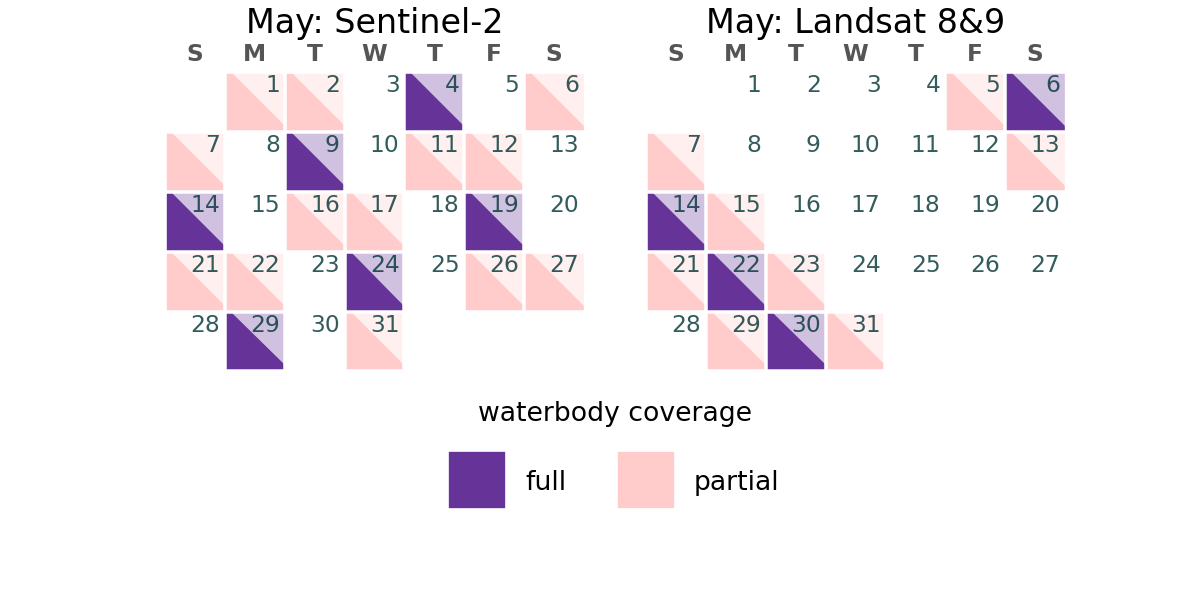 May: Sentinel-2
S M T W T F S
1 2 3 4 5 6
7 8 9 10 11 12 13
14 15 16 17 18 19 20
21 22 23 24 25 26 27
28 29 30 31
May: Landsat 8&9
S M T W T F S
1 2 3 4 5 6
7 8 9 10 11 12 13
14 15 16 17 18 19 20
21 22 23 24 25 26 27
28 29 30 31
waterbody coverage
full partial